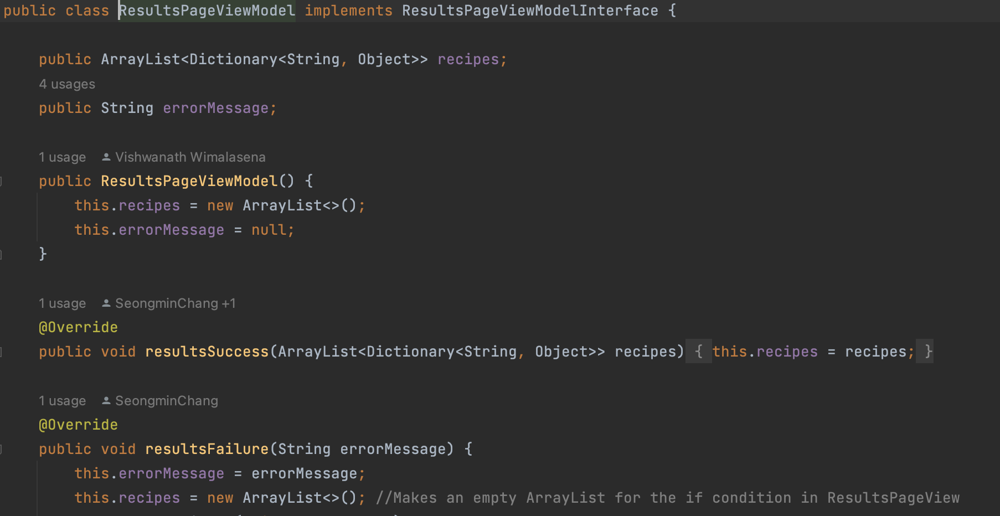 public class ResultsPageViewModel implements ResultsPageViewModelInterface {
public ArrayList<Dictionary<String, Object>> recipes;
4 usages
public String errorMessage;
1 usage Vishwanath Wimalasena
public ResultsPageViewModel() {
this.recipes = new ArrayList<>();
this.errorMessage = null;
}
1 usage SeongminChang +1
@Override
public void resultsSuccess(ArrayList<Dictionary<String, Object>> recipes) { this.recipes = recipes; }
1 usage SeongminChang
@Override
public void resultsFailure(String errorMessage) {
this.errorMessage = errorMessage;
this.recipes = new ArrayList<>(); //Makes an empty ArrayList for the if condition in ResultsPageView